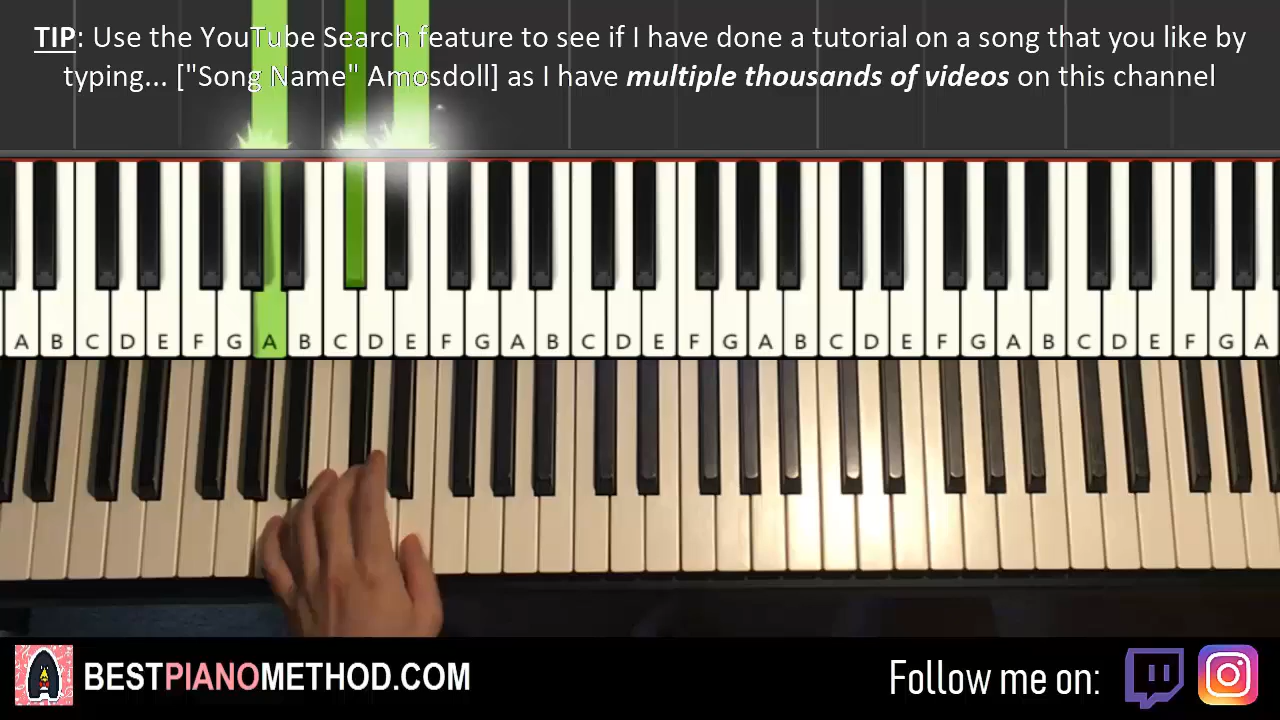 TIP: Use the YouTube Search feature to see if I have done a tutorial on a song that you like by
typing... ["Song Name" Amosdoll] as I have multiple thousands of videos on this channel
A B C D E F G A B C D E F G A B C D E F G A B C D E F G A B C D E F G A
BESTPIANOMETHOD.COM
Follow me on: